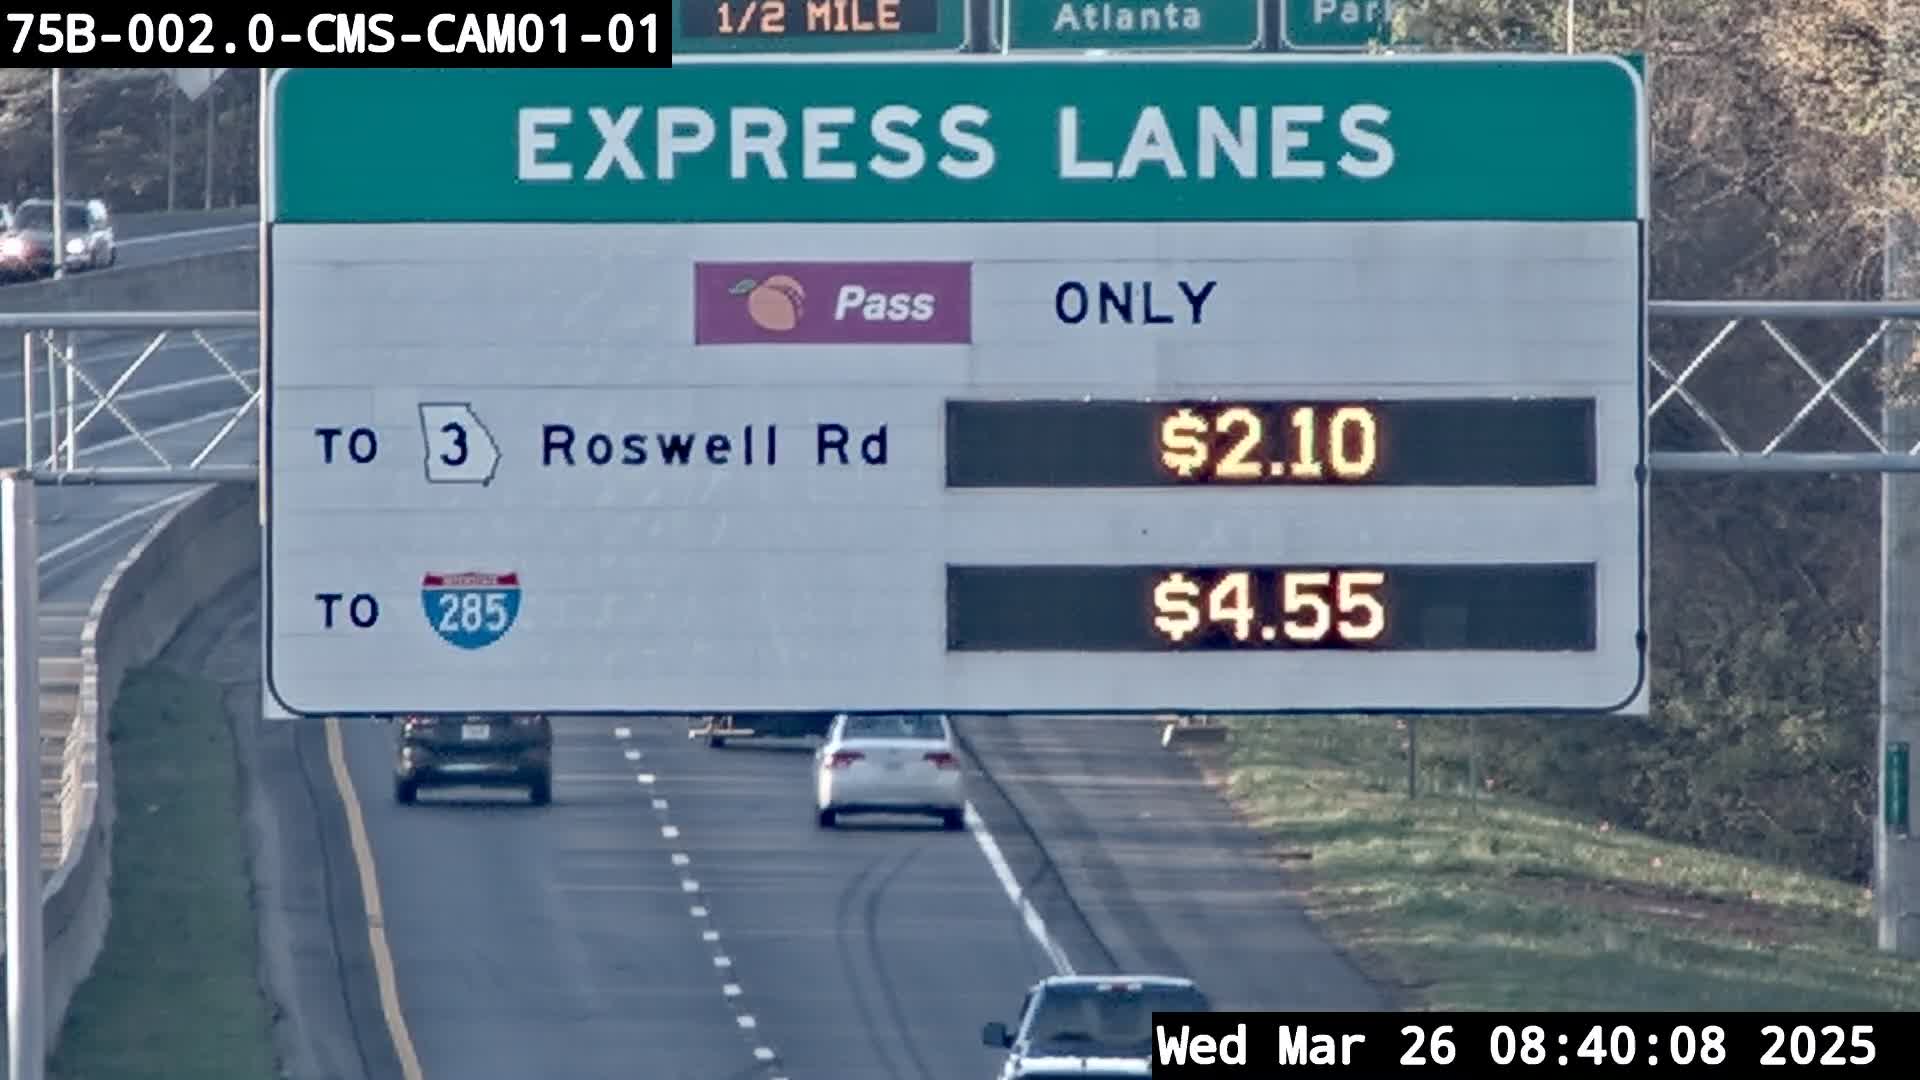 75B-002.0-CMS-CAM01-01
1/2 MILE
Atlanta
EXPRESS LANES
Pass ONLY
TO 3 Roswell Rd $2.10
TO 285 $4.55
Wed Mar 26 08:40:08 2025